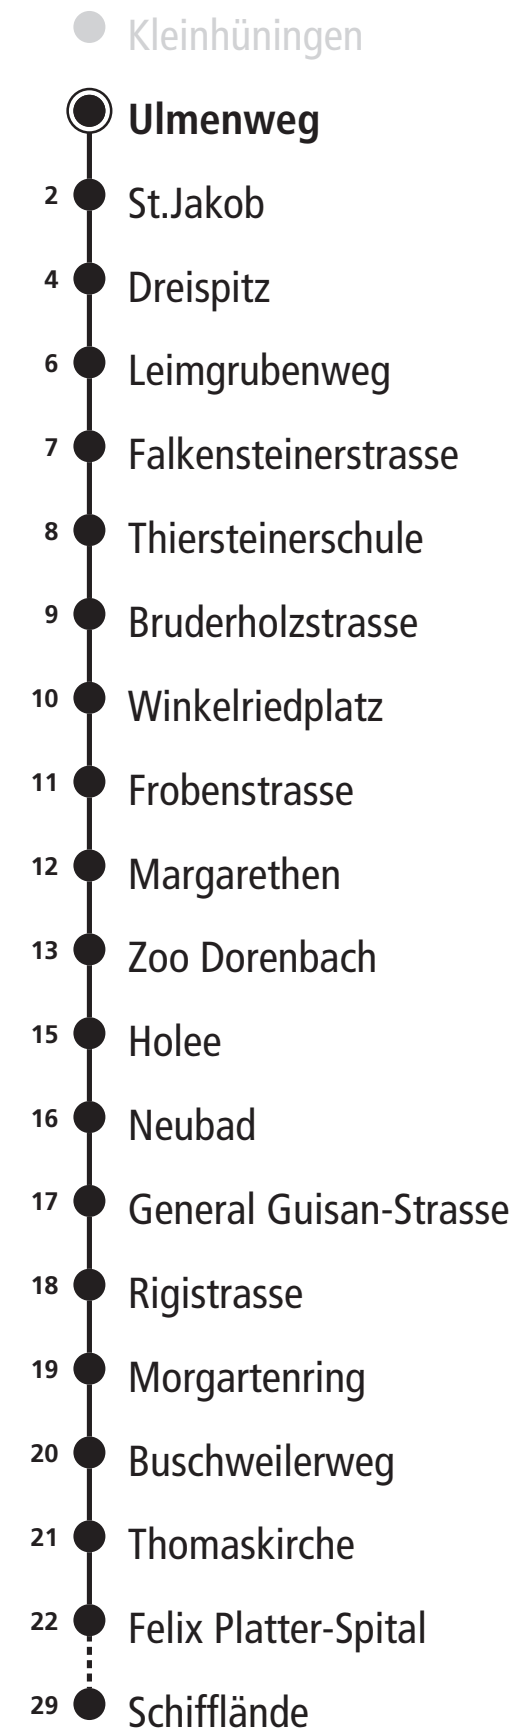 Kleinhüningen
Ulmenweg
2 St.Jakob
4 Dreispitz
6 Leimgrubenweg
7 Falkensteinerstrasse
8 Thiersteinerschule
9 Bruderholzstrasse
10 Winkelriedplatz
11 Frobenstrasse
12 Margarethen
13 Zoo Dorenbach
15 Holee
16 Neubad
17 General Guisan-Strasse
18 Rigistrasse
19 Morgartenring
20 Buschweilerweg
21 Thomaskirche
22 Felix Platter-Spital
29 Schifflände